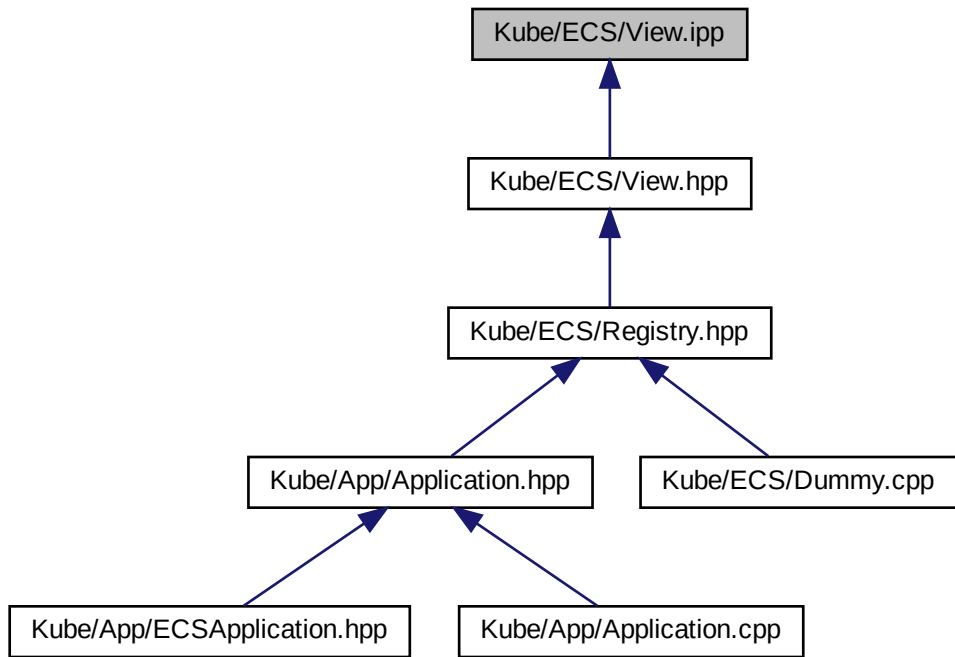 Kube/ECS/View.ipp
Kube/ECS/View.hpp
Kube/ECS/Registry.hpp
Kube/App/Application.hpp
Kube/ECS/Dummy.cpp
Kube/App/ECSApplication.hpp
Kube/App/Application.cpp